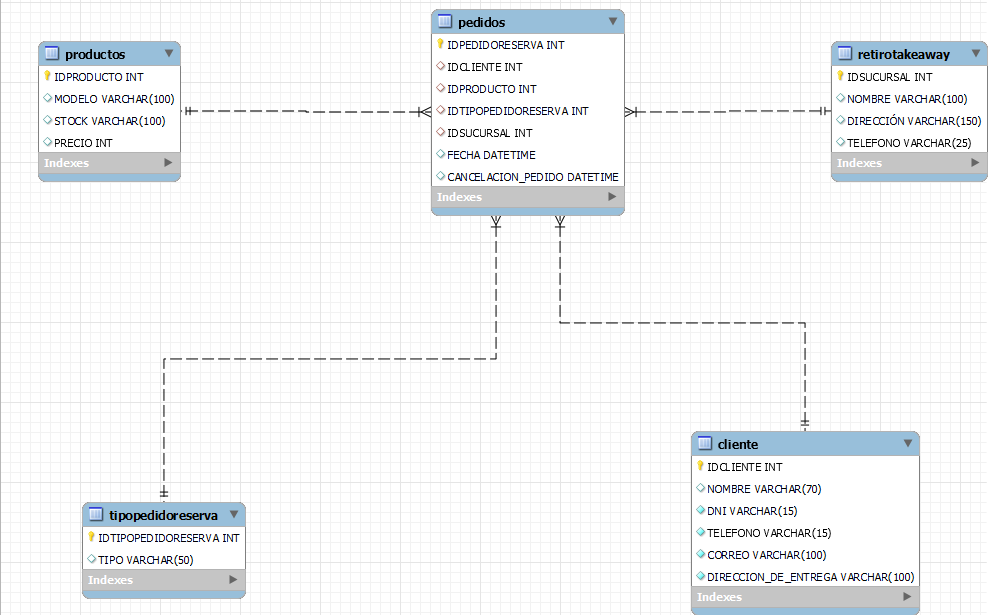 pedidos
IDPEDIDORESERVA INT
IDCLIENTE INT
IDPRODUCTO INT
IDTIPOPEDIDORESERVA INT
IDSUCURSAL INT
FECHA DATETIME
CANCELACION_PEDIDO DATETIME
Indexes
productos
IDPRODUCTO INT
MODELO VARCHAR(100)
STOCK VARCHAR(100)
PRECIO INT
Indexes
retirotakeaway
IDSUCURSAL INT
NOMBRE VARCHAR(100)
DIRECCIÓN VARCHAR(150)
TELEFONO VARCHAR(25)
Indexes
tipopedidoreserva
IDTIPOPEDIDORESERVA INT
TIPO VARCHAR(50)
Indexes
cliente
IDCLIENTE INT
NOMBRE VARCHAR(70)
DNI VARCHAR(15)
TELEFONO VARCHAR(15)
CORREO VARCHAR(100)
DIRECCION_DE_ENTREGA VARCHAR(100)
Indexes